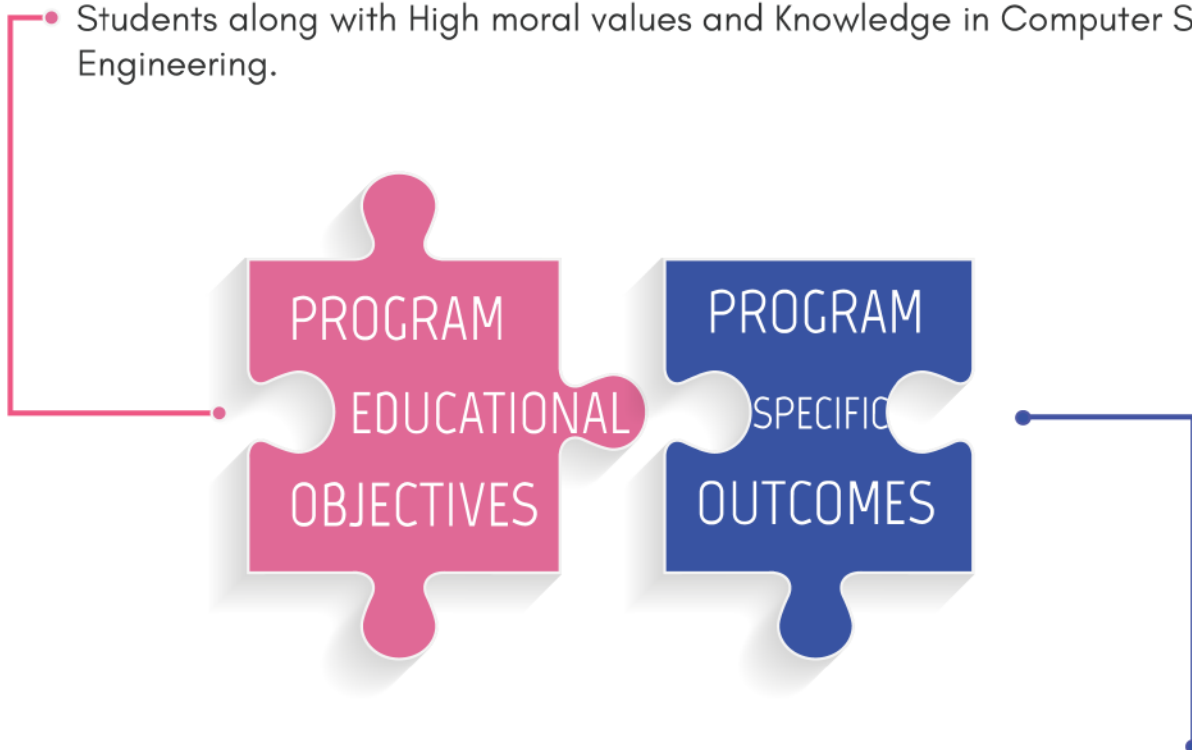 Students along with High moral values and Knowledge in Computer S
Engineering.
PROGRAM
EDUCATIONAL
OBJECTIVES
PROGRAM
SPECIFIC
OUTCOMES